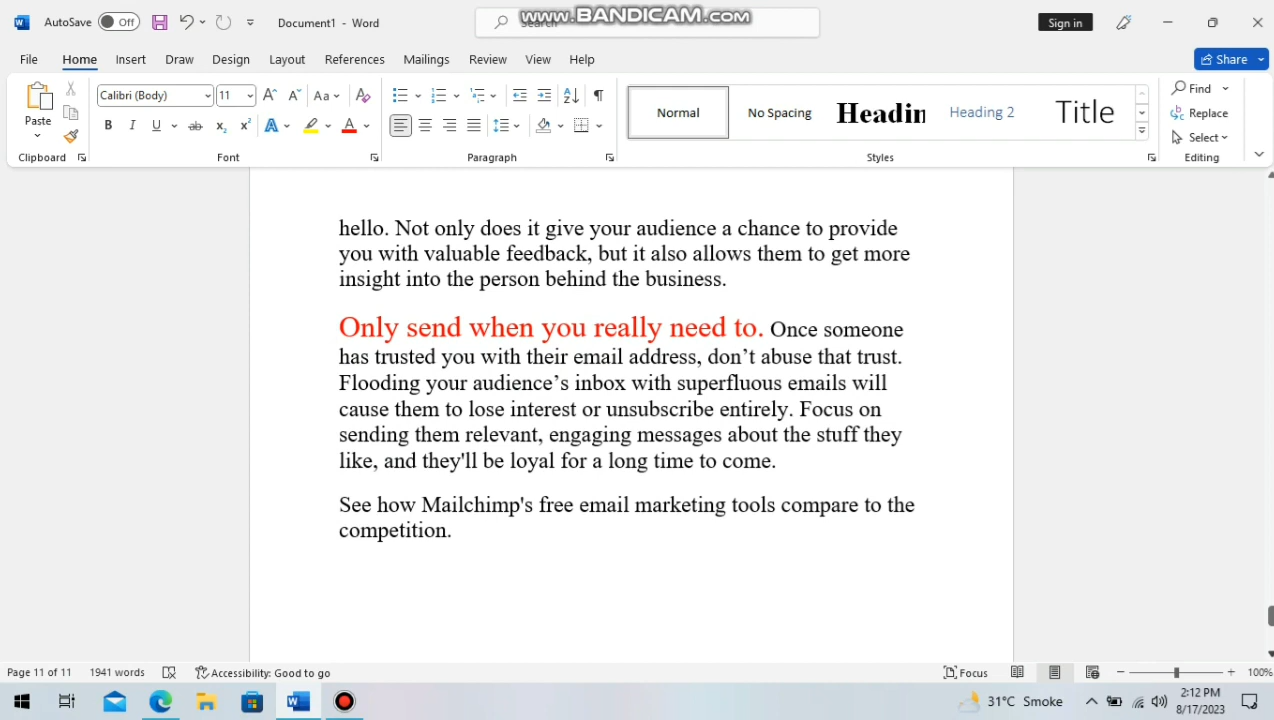 AutoSave Off Document1 - Word Search www.BANDICAM.com Sign in
File Home Insert Draw Design Layout References Mailings Review View Help Share
Paste Calibri (Body) 11 Aa Normal No Spacing Headin Heading 2 Title Find
Replace
Select
Clipboard Font Paragraph Styles Editing
hello. Not only does it give your audience a chance to provide
you with valuable feedback, but it also allows them to get more
insight into the person behind the business.
Only send when you really need to. Once someone
has trusted you with their email address, don’t abuse that trust.
Flooding your audience’s inbox with superfluous emails will
cause them to lose interest or unsubscribe entirely. Focus on
sending them relevant, engaging messages about the stuff they
like, and they'll be loyal for a long time to come.
See how Mailchimp's free email marketing tools compare to the
competition.
Page 11 of 11 1941 words Accessibility: Good to go Focus 100%
31°C Smoke 2:12 PM
8/17/2023